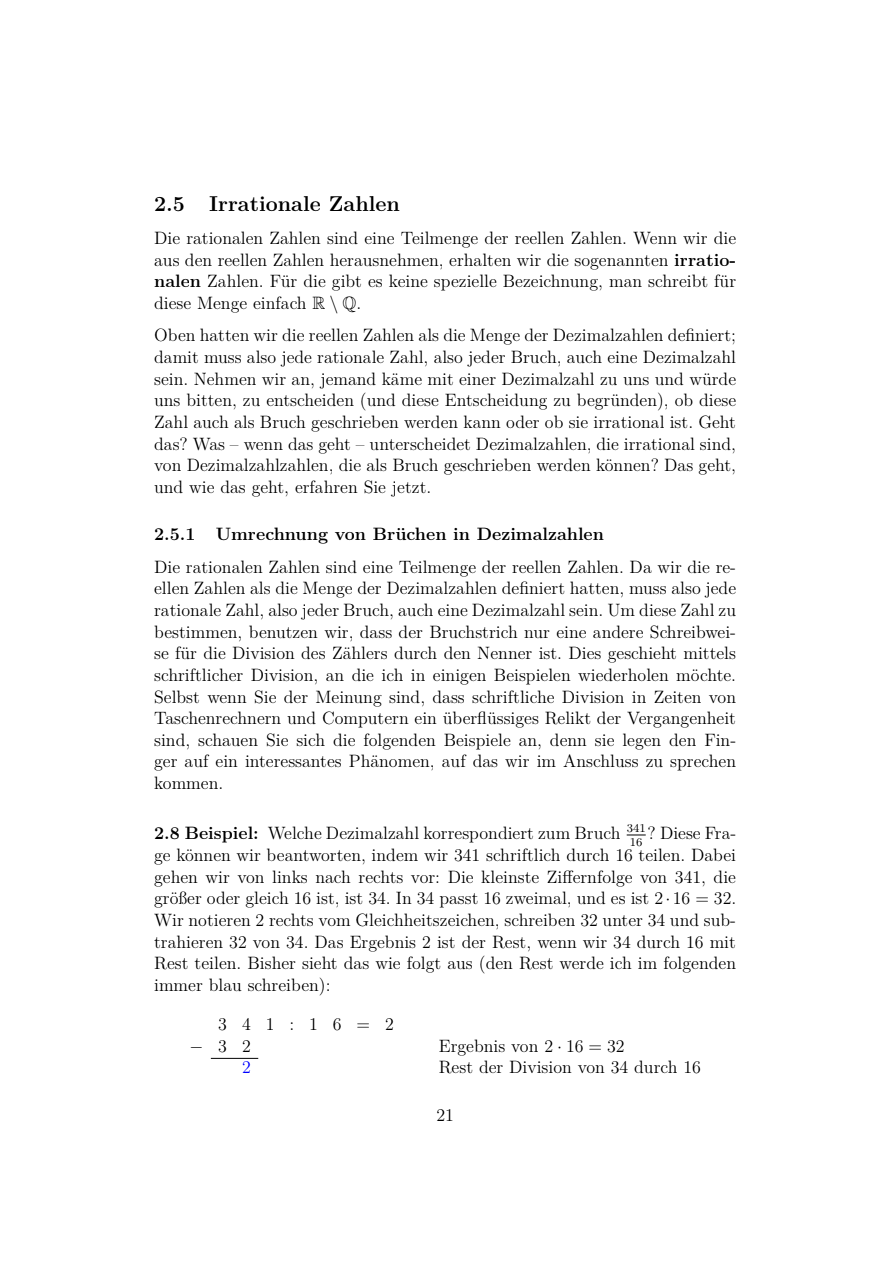 2.5 Irrationale Zahlen
Die rationalen Zahlen sind eine Teilmenge der reellen Zahlen. Wenn wir die
aus den reellen Zahlen herausnehmen, erhalten wir die sogenannten irratio-
nalen Zahlen. Für die gibt es keine spezielle Bezeichnung, man schreibt für
diese Menge einfach ℝ \ ℚ.
Oben hatten wir die reellen Zahlen als die Menge der Dezimalzahlen definiert;
damit muss also jede rationale Zahl, also jeder Bruch, auch eine Dezimalzahl
sein. Nehmen wir an, jemand käme mit einer Dezimalzahl zu uns und würde
uns bitten, zu entscheiden (und diese Entscheidung zu begründen), ob diese
Zahl auch als Bruch geschrieben werden kann oder ob sie irrational ist. Geht
das? Was – wenn das geht – unterscheidet Dezimalzahlen, die irrational sind,
von Dezimalzahlzahlen, die als Bruch geschrieben werden können? Das geht,
und wie das geht, erfahren Sie jetzt.
2.5.1 Umrechnung von Brüchen in Dezimalzahlen
Die rationalen Zahlen sind eine Teilmenge der reellen Zahlen. Da wir die re-
ellen Zahlen als die Menge der Dezimalzahlen definiert hatten, muss also jede
rationale Zahl, also jeder Bruch, auch eine Dezimalzahl sein. Um diese Zahl zu
bestimmen, benutzen wir, dass der Bruchstrich nur eine andere Schreibwei-
se für die Division des Zählers durch den Nenner ist. Dies geschieht mittels
schriftlicher Division, an die ich in einigen Beispielen wiederholen möchte.
Selbst wenn Sie der Meinung sind, dass schriftliche Division in Zeiten von
Taschenrechnern und Computern ein überflüssiges Relikt der Vergangenheit
sind, schauen Sie sich die folgenden Beispiele an, denn sie legen den Fin-
ger auf ein interessantes Phänomen, auf das wir im Anschluss zu sprechen
kommen.
2.8 Beispiel: Welche Dezimalzahl korrespondiert zum Bruch 341/16? Diese Fra-
ge können wir beantworten, indem wir 341 schriftlich durch 16 teilen. Dabei
gehen wir von links nach rechts vor: Die kleinste Ziffernfolge von 341, die
größer oder gleich 16 ist, ist 34. In 34 passt 16 zweimal, und es ist 2 · 16 = 32.
Wir notieren 2 rechts vom Gleichheitszeichen, schreiben 32 unter 34 und sub-
trahieren 32 von 34. Das Ergebnis 2 ist der Rest, wenn wir 34 durch 16 mit
Rest teilen. Bisher sieht das wie folgt aus (den Rest werde ich im folgenden
immer blau schreiben):
3 4 1 : 1 6 = 2
− 3 2 Ergebnis von 2 · 16 = 32
2 Rest der Division von 34 durch 16
21